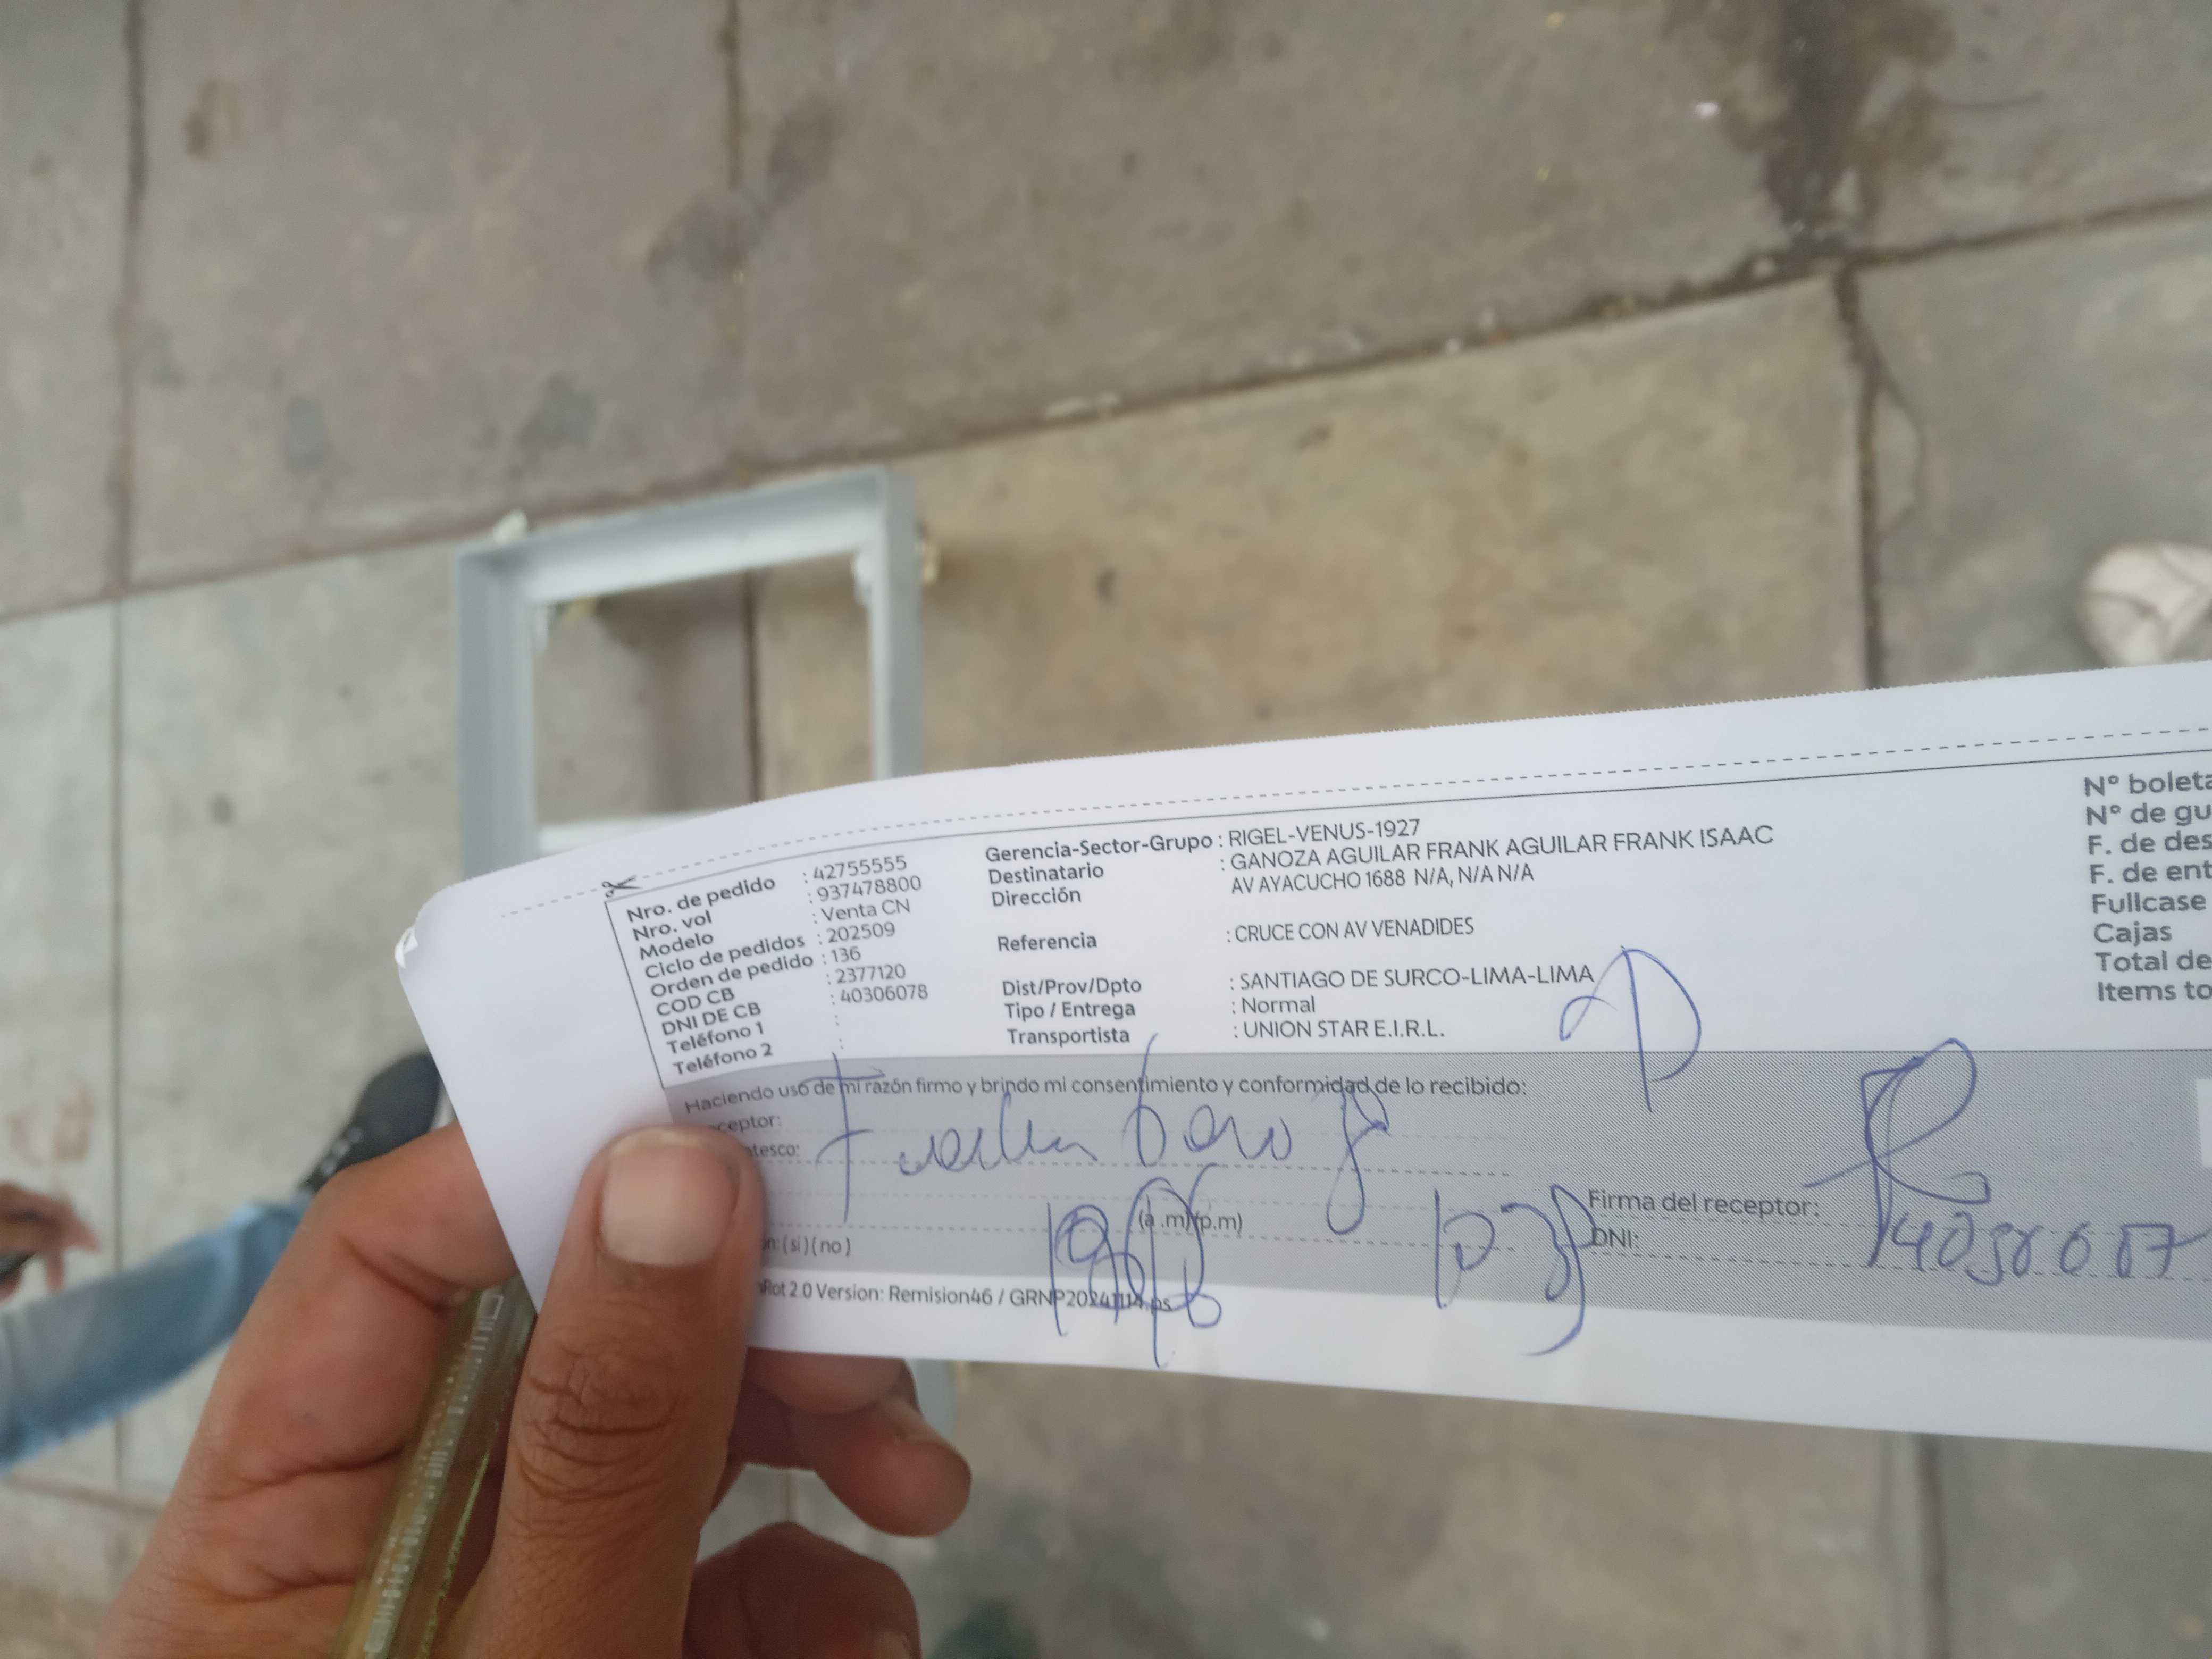 Nro. de pedido : 42755555
Nro. vol : 937478800
Modelo : Venta CN
Ciclo de pedidos : 202509
Orden de pedido : 136
COD CB : 2377120
DNI DE CB : 40306078
Teléfono 1 :
Teléfono 2 :
Gerencia-Sector-Grupo : RIGEL-VENUS-1927
Destinatario : GANOZA AGUILAR FRANK AGUILAR FRANK ISAAC
Dirección AV AYACUCHO 1688 N/A, N/A N/A
Referencia : CRUCE CON AV VENADIDES
Dist/Prov/Dpto : SANTIAGO DE SURCO-LIMA-LIMA
Tipo / Entrega : Normal
Transportista : UNION STAR E.I.R.L.
N° boleta
N° de gu
F. de des
F. de ent
Fullcase
Cajas
Total de
Items to
Haciendo uso de mi razón firmo y brindo mi consentimiento y conformidad de lo recibido:
ceptor:
tesco:
(a .m)(p.m)
n: ( si ) ( no )
Firma del receptor:
DNI:
Rot 2.0 Version: Remision46 / GRNP20241114.ps